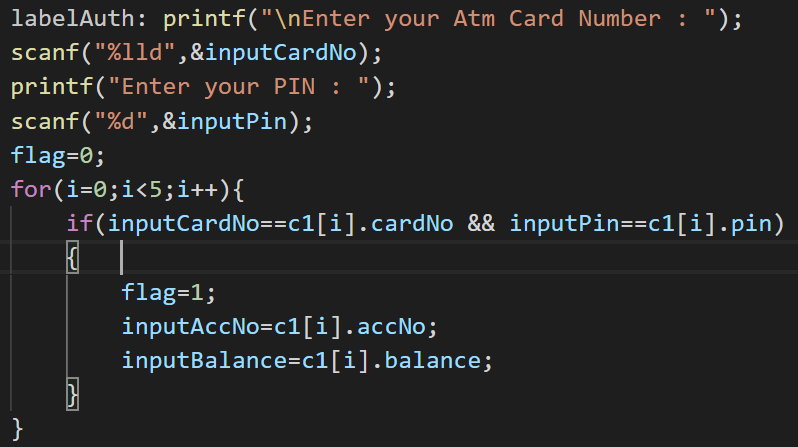 labelAuth: printf("\nEnter your Atm Card Number : ");
scanf("%lld",&inputCardNo);
printf("Enter your PIN : ");
scanf("%d",&inputPin);
flag=0;
for(i=0;i<5;i++){
    if(inputCardNo==c1[i].cardNo && inputPin==c1[i].pin)
    {
        flag=1;
        inputAccNo=c1[i].accNo;
        inputBalance=c1[i].balance;
    }
}